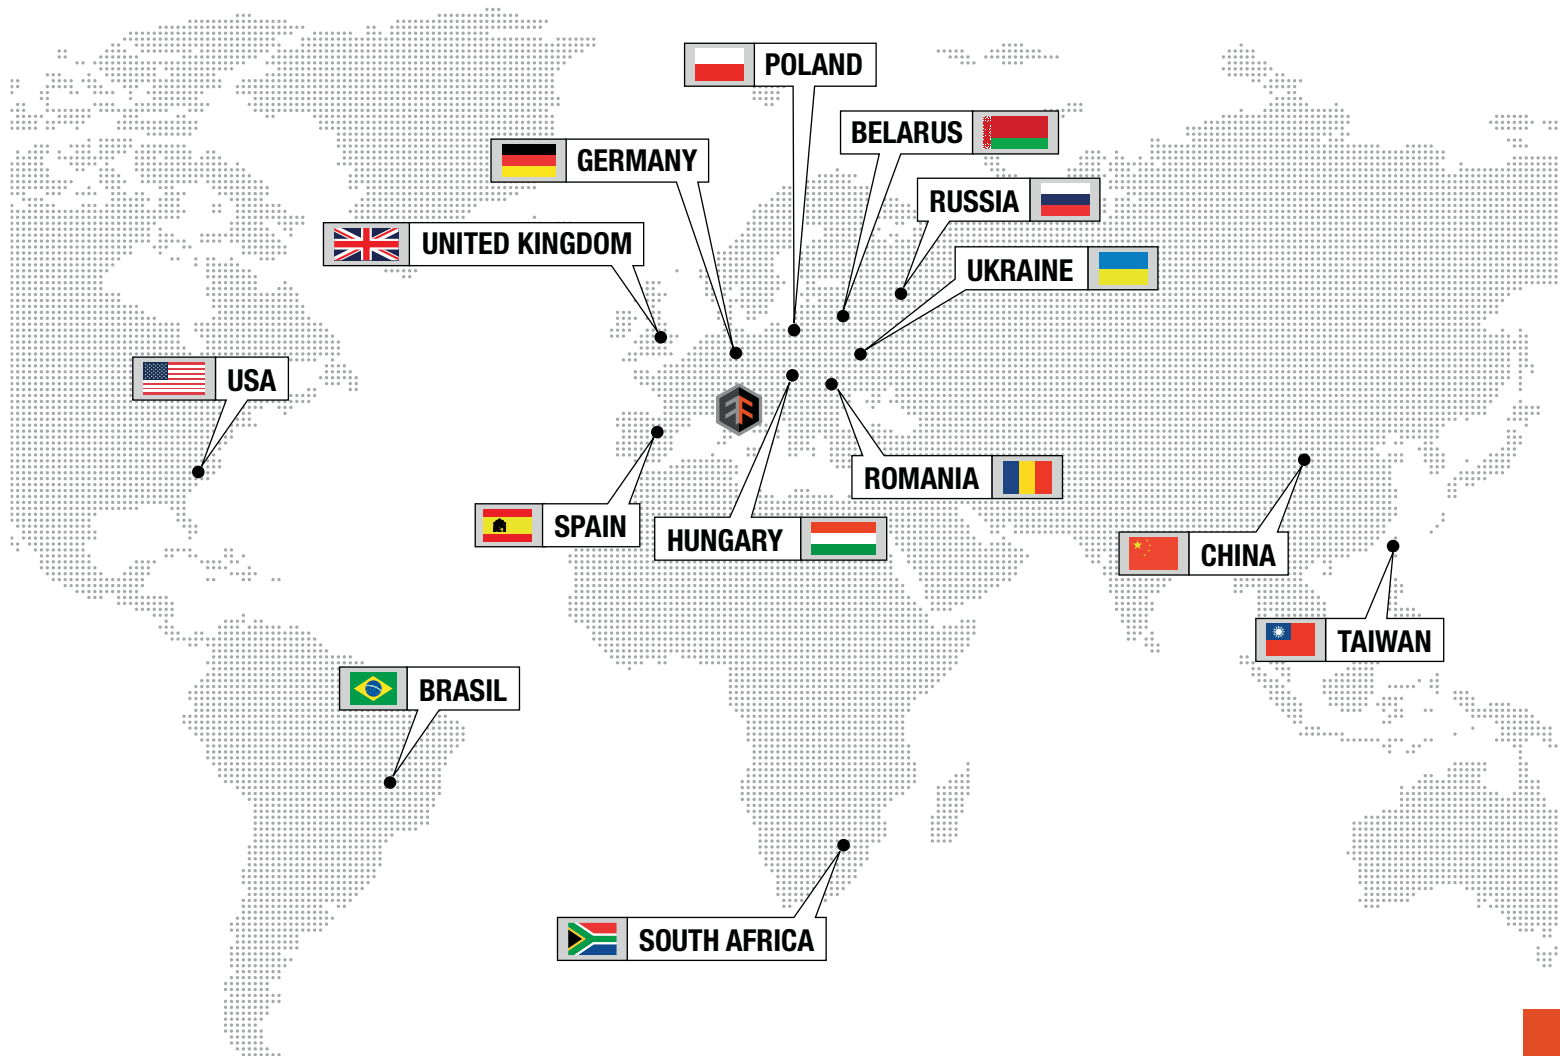 POLAND
BELARUS
GERMANY
RUSSIA
UNITED KINGDOM
UKRAINE
USA
ROMANIA
SPAIN
HUNGARY
CHINA
TAIWAN
BRASIL
SOUTH AFRICA